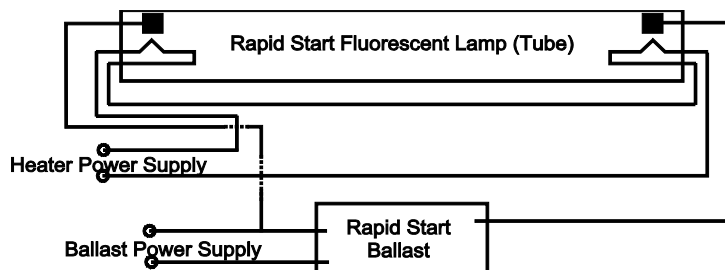 Rapid Start Fluorescent Lamp (Tube)
Heater Power Supply
Ballast Power Supply
Rapid Start
Ballast